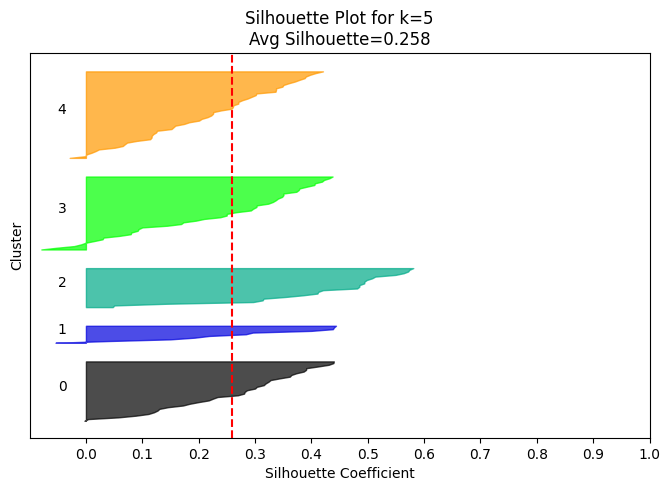 Silhouette Plot for k=5
Avg Silhouette=0.258
Cluster
4
3
2
1
0
0.0 0.1 0.2 0.3 0.4 0.5 0.6 0.7 0.8 0.9 1.0
Silhouette Coefficient